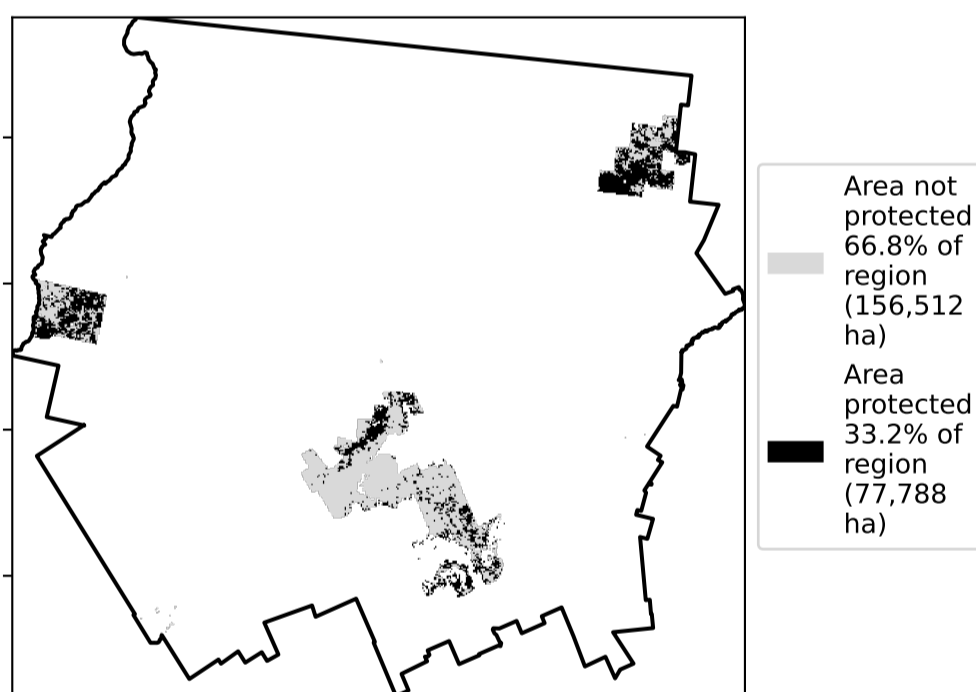 Area not
protected
66.8% of
region
(156,512
ha)
Area
protected
33.2% of
region
(77,788
ha)